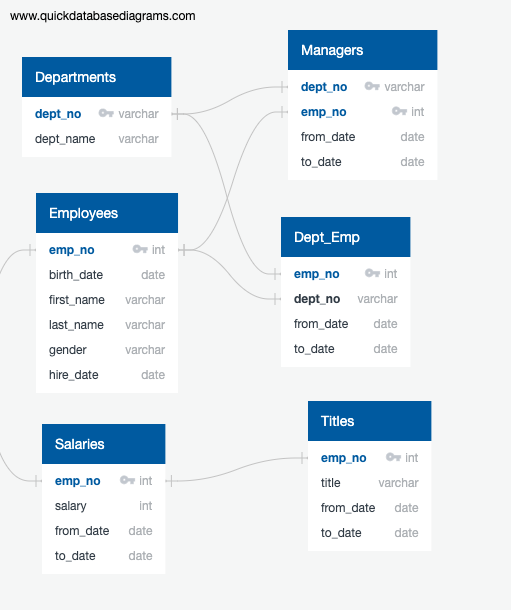 www.quickdatabasediagrams.com
Departments
dept_no varchar
dept_name varchar
Managers
dept_no varchar
emp_no int
from_date date
to_date date
Employees
emp_no int
birth_date date
first_name varchar
last_name varchar
gender varchar
hire_date date
Dept_Emp
emp_no int
dept_no varchar
from_date date
to_date date
Salaries
emp_no int
salary int
from_date date
to_date date
Titles
emp_no int
title varchar
from_date date
to_date date